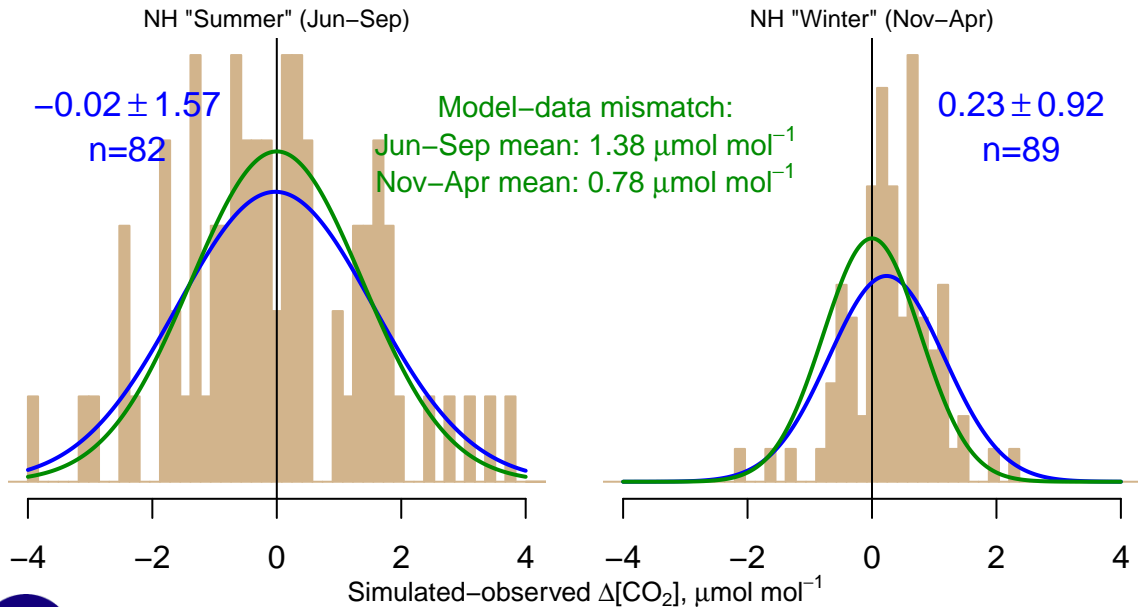 NH "Summer" (Jun−Sep)
NH "Winter" (Nov−Apr)
−0.02 ± 1.57
n=82
Model−data mismatch:
Jun−Sep mean: 1.38 μmol mol⁻¹
Nov−Apr mean: 0.78 μmol mol⁻¹
0.23 ± 0.92
n=89
−4 −2 0 2 4
−4 −2 0 2 4
Simulated−observed Δ[CO₂], μmol mol⁻¹